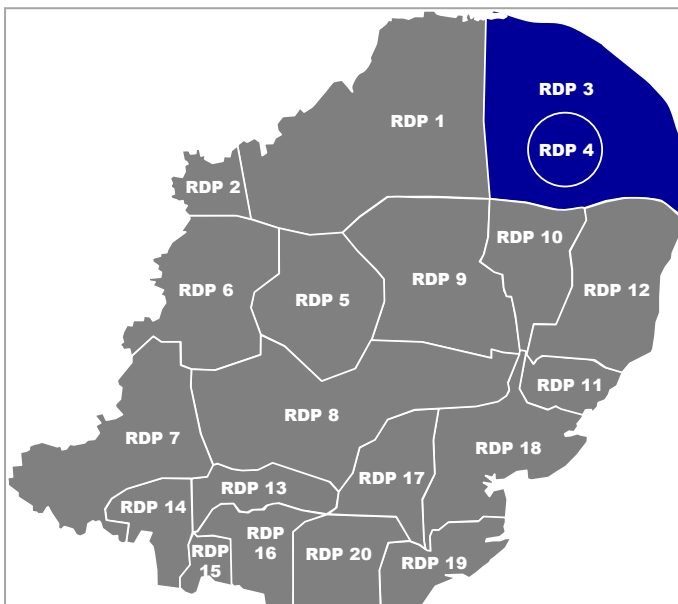 RDP 3
RDP 1
RDP 4
RDP 2
RDP 10
RDP 9
RDP 6
RDP 5
RDP 12
RDP 11
RDP 8
RDP 7
RDP 18
RDP 17
RDP 13
RDP 14
RDP
16
RDP
15
RDP 20
RDP 19